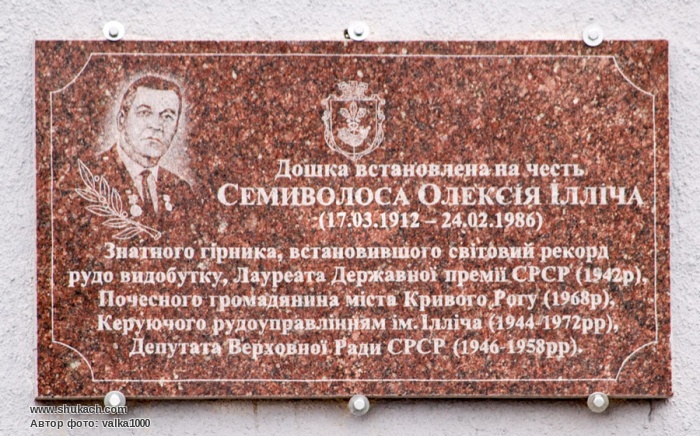 Дошка встановлена на честь
Семиволоса Олексія Ілліча
(17.03.1912 – 24.02.1986)
Знатного гірника, встановившого світовий рекорд
рудо видобутку, Лауреата Державної премії СРСР (1942р),
Почесного громадянина міста Кривого Рогу (1968р),
Керуючого рудоуправлінням ім. Ілліча (1944-1972рр),
Депутата Верховної Ради СРСР (1946-1958рр).
www.shukach.com
Автор фото: valka1000